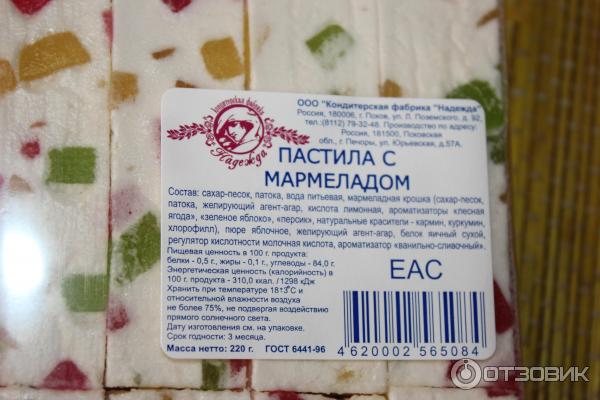 Кондитерская фабрика
Надежда
ООО "Кондитерская фабрика "Надежда"
Россия, 180006, г. Псков, ул. Л. Поземского, д. 92,
тел.:(8112) 79-32-48. Производство по адресу:
Россия, 181500, Псковская
обл., г. Печоры, ул. Юрьевская, д.57А.
ПАСТИЛА С
МАРМЕЛАДОМ
Состав: сахар-песок, патока, вода питьевая, мармеладная крошка (сахар-песок,
патока, желирующий агент-агар, кислота лимонная, ароматизаторы «лесная
ягода», «зеленое яблоко», «персик», натуральные красители - кармин, куркумин,
хлорофилл), пюре яблочное, желирующий агент-агар, белок яичный сухой,
регулятор кислотности молочная кислота, ароматизатор «ванильно-сливочный».
Пищевая ценность в 100 г. продукта:
белки - 0,5 г., жиры - 0,1 г., углеводы - 84,0 г.
Энергетическая ценность (калорийность) в
100 г. продукта - 310,0 ккал. / 1298 кДж
Хранить при температуре 18±3°С и
относительной влажности воздуха
не более 75%, не подвергая воздействию
прямого солнечного света.
Дата изготовления см. на упаковке.
Срок годности: 3 месяца.
Масса нетто: 220 г. ГОСТ 6441-96
ЕАС
4 620002 565084
ОТЗОВИК